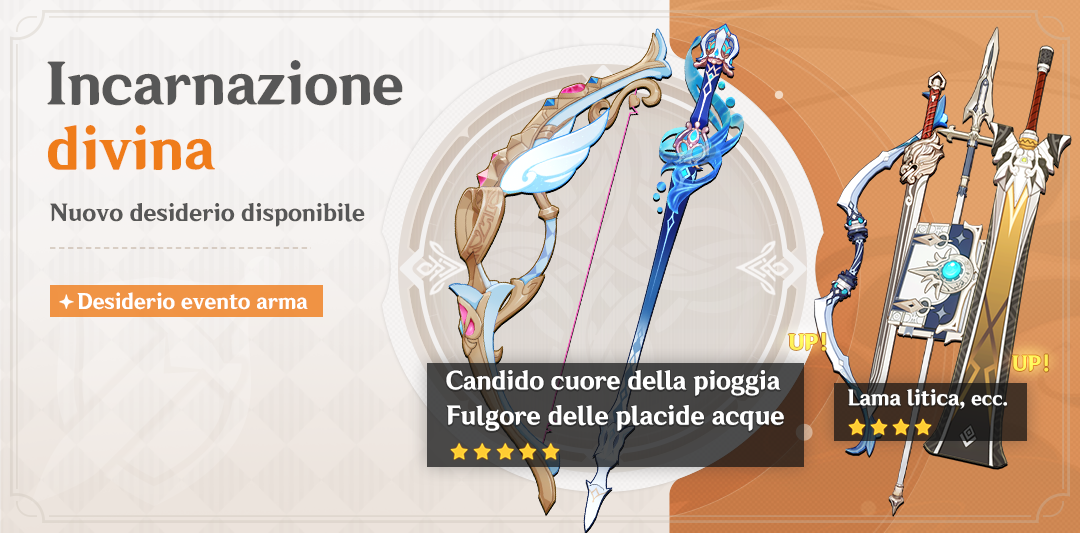 Incarnazione
divina
Nuovo desiderio disponibile
Desiderio evento arma
Candido cuore della pioggia
Fulgore delle placide acque
UP!
Lama litica, ecc.
UP!